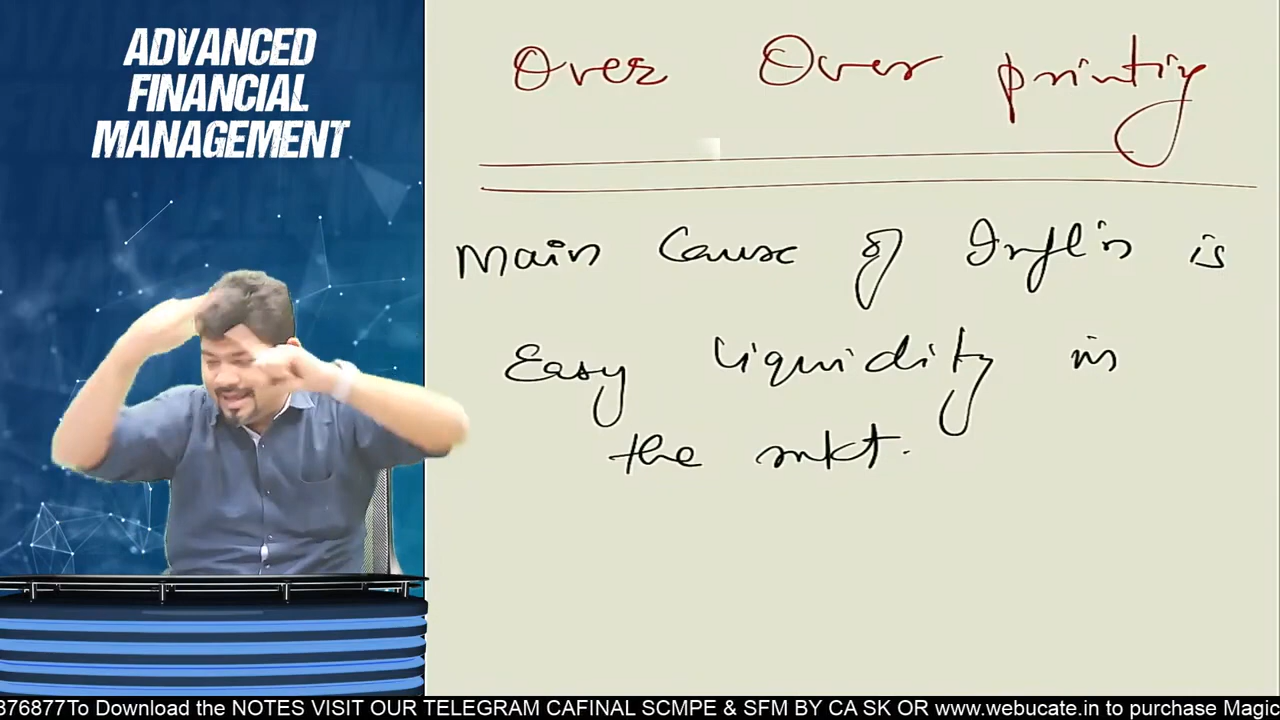 ADVANCED
FINANCIAL
MANAGEMENT
Over Over printing
Main Cause of Infl'n is
Easy liquidity in
the mkt.
376877To Download the NOTES VISIT OUR TELEGRAM CAFINAL SCMPE & SFM BY CA SK OR www.webucate.in to purchase Magic